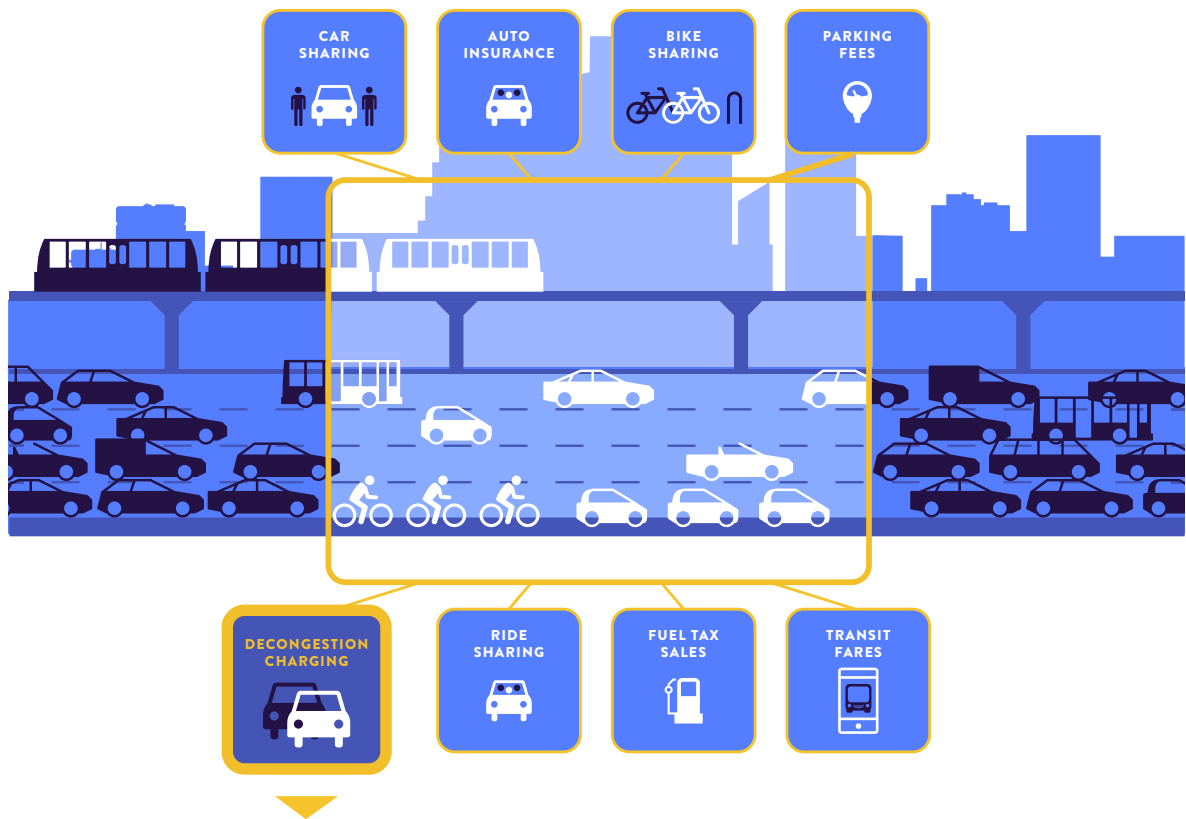 CAR
SHARING
AUTO
INSURANCE
BIKE
SHARING
PARKING
FEES
DECONGESTION
CHARGING
RIDE
SHARING
FUEL TAX
SALES
TRANSIT
FARES